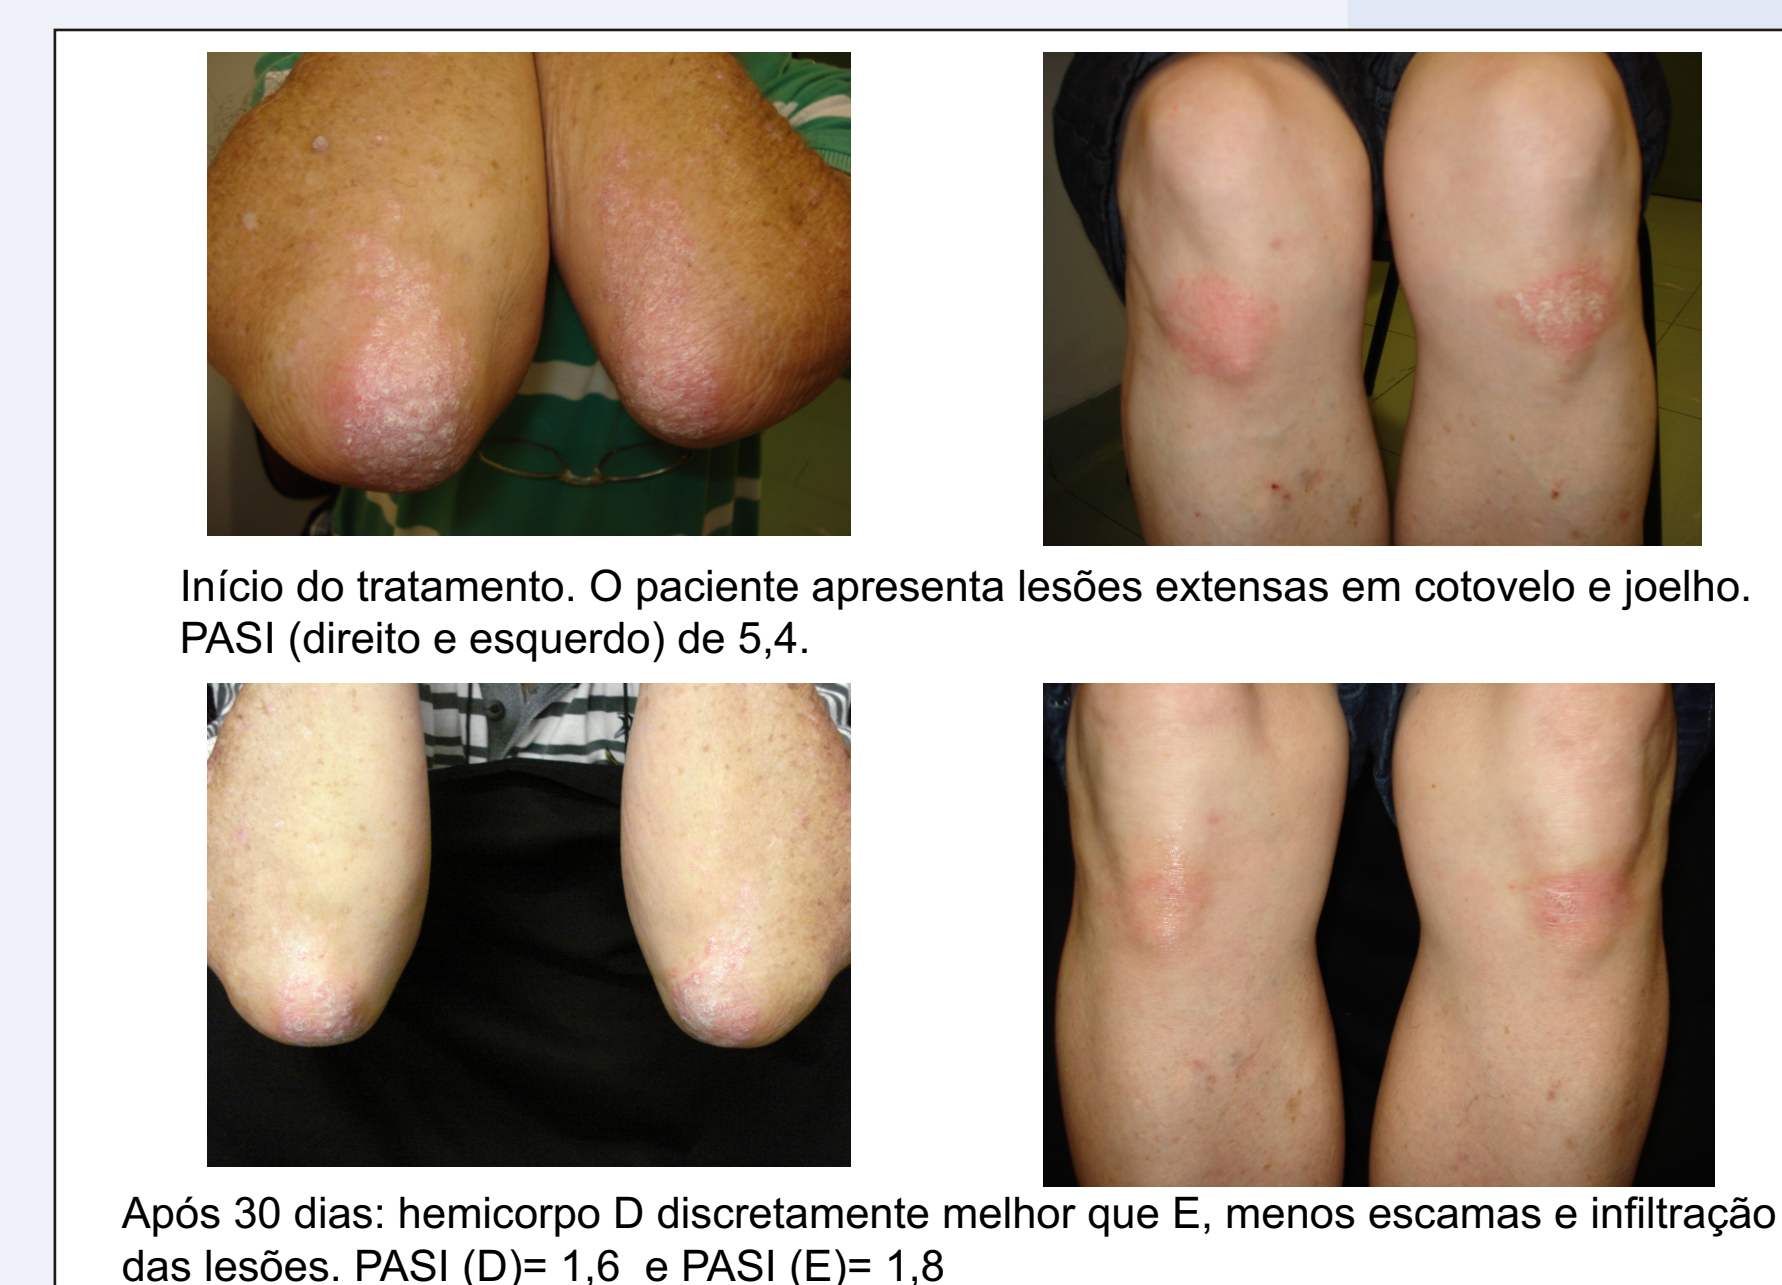 Início do tratamento. O paciente apresenta lesões extensas em cotovelo e joelho.
PASI (direito e esquerdo) de 5,4.
Após 30 dias: hemicorpo D discretamente melhor que E, menos escamas e infiltração
das lesões. PASI (D)= 1,6  e PASI (E)= 1,8